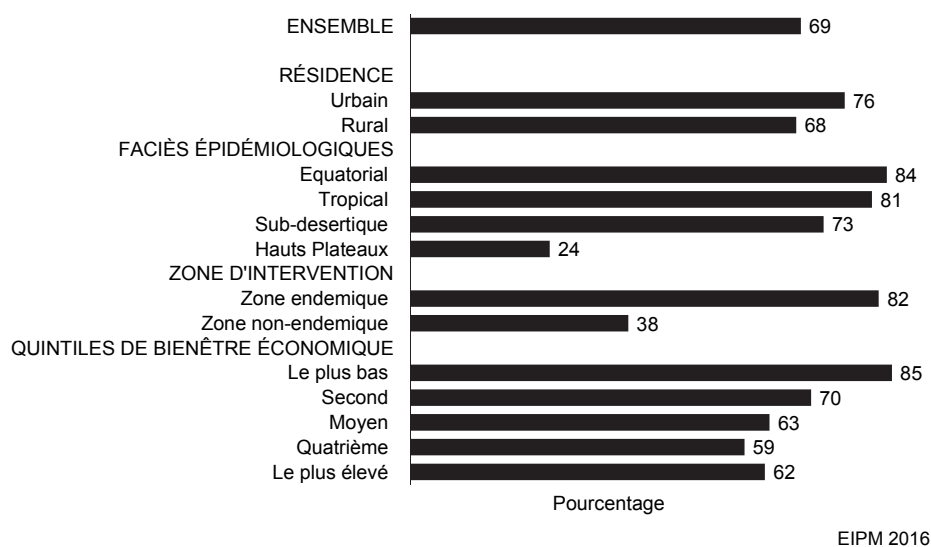 ENSEMBLE 69
RÉSIDENCE
Urbain 76
Rural 68
FACIÈS ÉPIDÉMIOLOGIQUES
Equatorial 84
Tropical 81
Sub-desertique 73
Hauts Plateaux 24
ZONE D'INTERVENTION
Zone endemique 82
Zone non-endemique 38
QUINTILES DE BIENÊTRE ÉCONOMIQUE
Le plus bas 85
Second 70
Moyen 63
Quatrième 59
Le plus élevé 62
Pourcentage
EIPM 2016